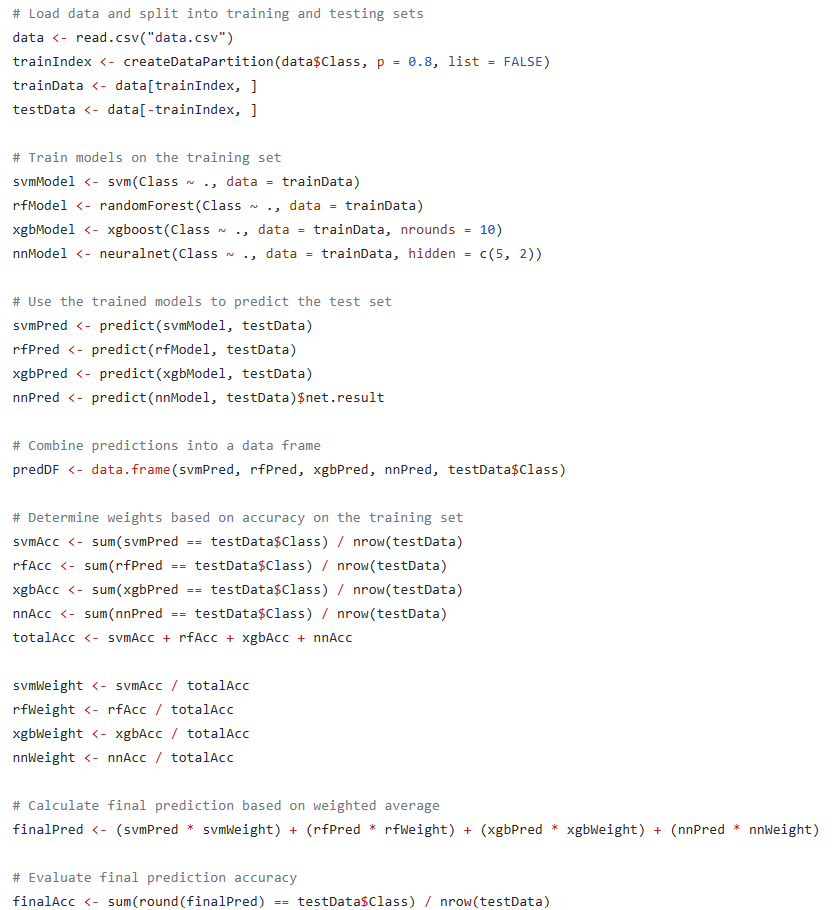 # Load data and split into training and testing sets
data <- read.csv("data.csv")
trainIndex <- createDataPartition(data$Class, p = 0.8, list = FALSE)
trainData <- data[trainIndex, ]
testData <- data[-trainIndex, ]
# Train models on the training set
svmModel <- svm(Class ~ ., data = trainData)
rfModel <- randomForest(Class ~ ., data = trainData)
xgbModel <- xgboost(Class ~ ., data = trainData, nrounds = 10)
nnModel <- neuralnet(Class ~ ., data = trainData, hidden = c(5, 2))
# Use the trained models to predict the test set
svmPred <- predict(svmModel, testData)
rfPred <- predict(rfModel, testData)
xgbPred <- predict(xgbModel, testData)
nnPred <- predict(nnModel, testData)$net.result
# Combine predictions into a data frame
predDF <- data.frame(svmPred, rfPred, xgbPred, nnPred, testData$Class)
# Determine weights based on accuracy on the training set
svmAcc <- sum(svmPred == testData$Class) / nrow(testData)
rfAcc <- sum(rfPred == testData$Class) / nrow(testData)
xgbAcc <- sum(xgbPred == testData$Class) / nrow(testData)
nnAcc <- sum(nnPred == testData$Class) / nrow(testData)
totalAcc <- svmAcc + rfAcc + xgbAcc + nnAcc
svmWeight <- svmAcc / totalAcc
rfWeight <- rfAcc / totalAcc
xgbWeight <- xgbAcc / totalAcc
nnWeight <- nnAcc / totalAcc
# Calculate final prediction based on weighted average
finalPred <- (svmPred * svmWeight) + (rfPred * rfWeight) + (xgbPred * xgbWeight) + (nnPred * nnWeight)
# Evaluate final prediction accuracy
finalAcc <- sum(round(finalPred) == testData$Class) / nrow(testData)